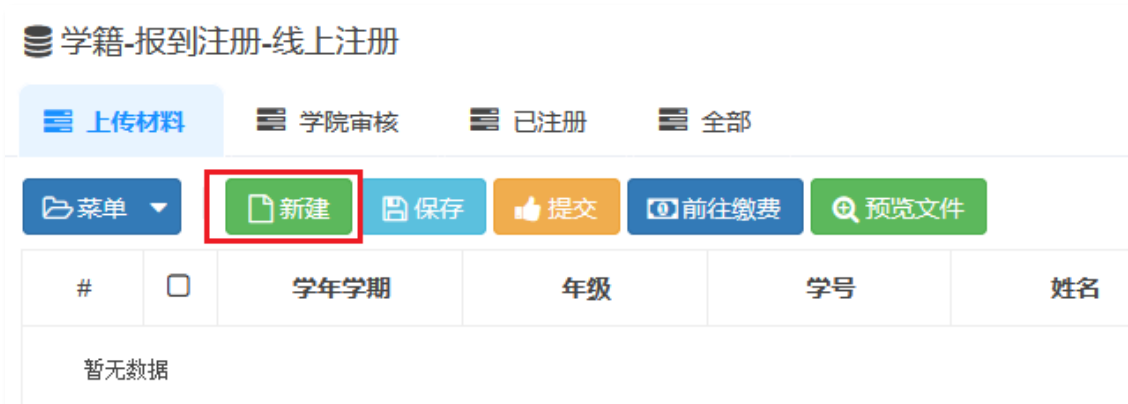 学籍-报到注册-线上注册
上传材料 学院审核 已注册 全部
菜单 新建 保存 提交 前往缴费 预览文件
# 学年学期 年级 学号 姓名
暂无数据